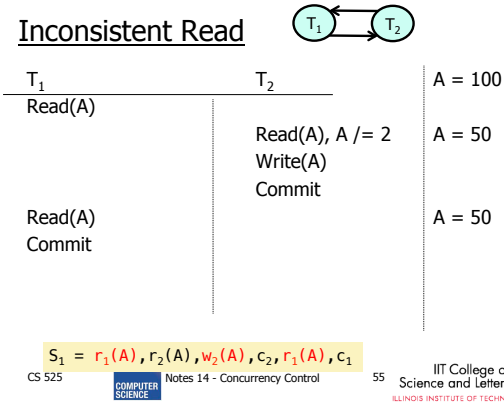 Inconsistent Read
T1 T2
T1 T2 A = 100
Read(A)
Read(A), A /= 2 A = 50
Write(A)
Commit
Read(A) A = 50
Commit
S1 = r1(A),r2(A),w2(A),c2,r1(A),c1
CS 525 Notes 14 - Concurrency Control 55
COMPUTER
SCIENCE
IIT College o
Science and Letter
ILLINOIS INSTITUTE OF TECHN